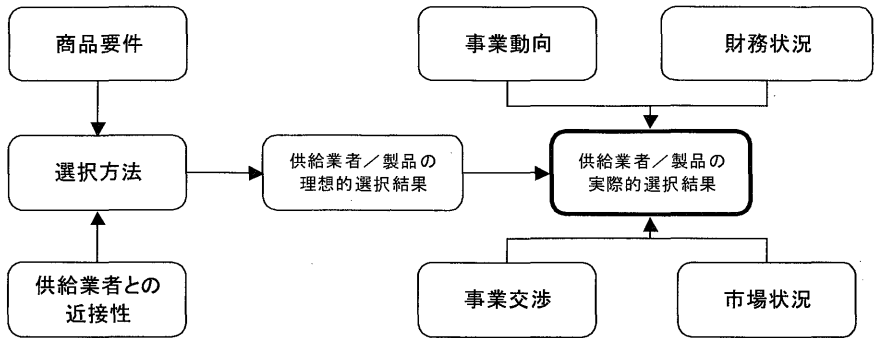 商品要件
事業動向
財務状況
選択方法
供給業者／製品の
理想的選択結果
供給業者／製品の
実際的選択結果
供給業者との
近接性
事業交渉
市場状況